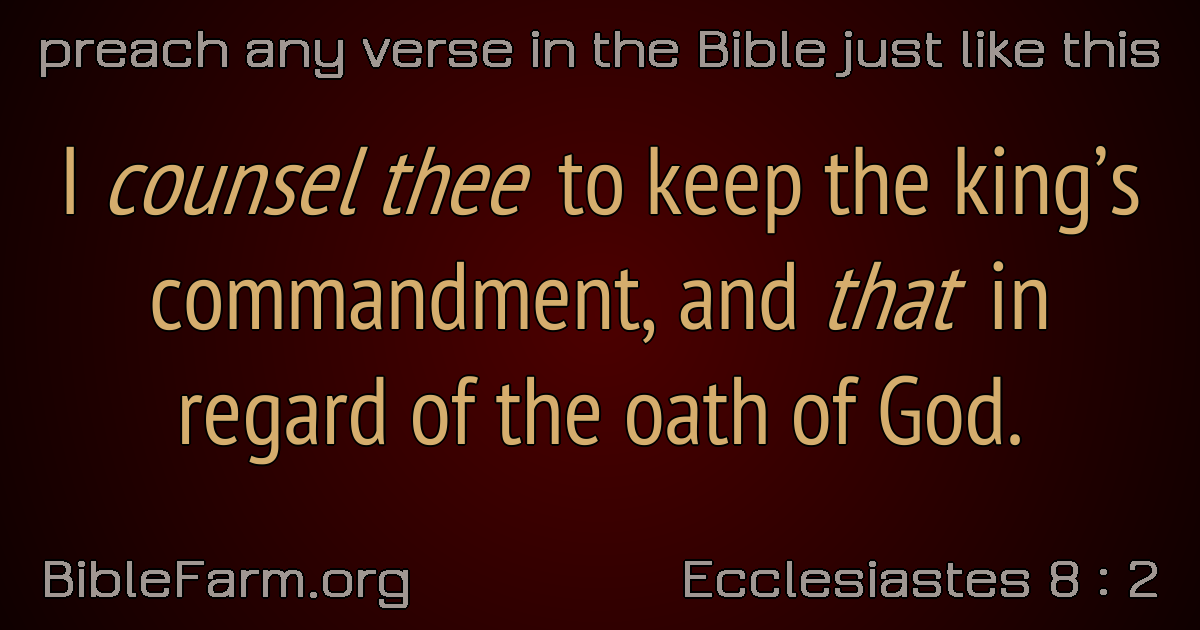 preach any verse in the Bible just like this
I counsel thee to keep the king’s
commandment, and that in
regard of the oath of God.
BibleFarm.org
Ecclesiastes 8 : 2